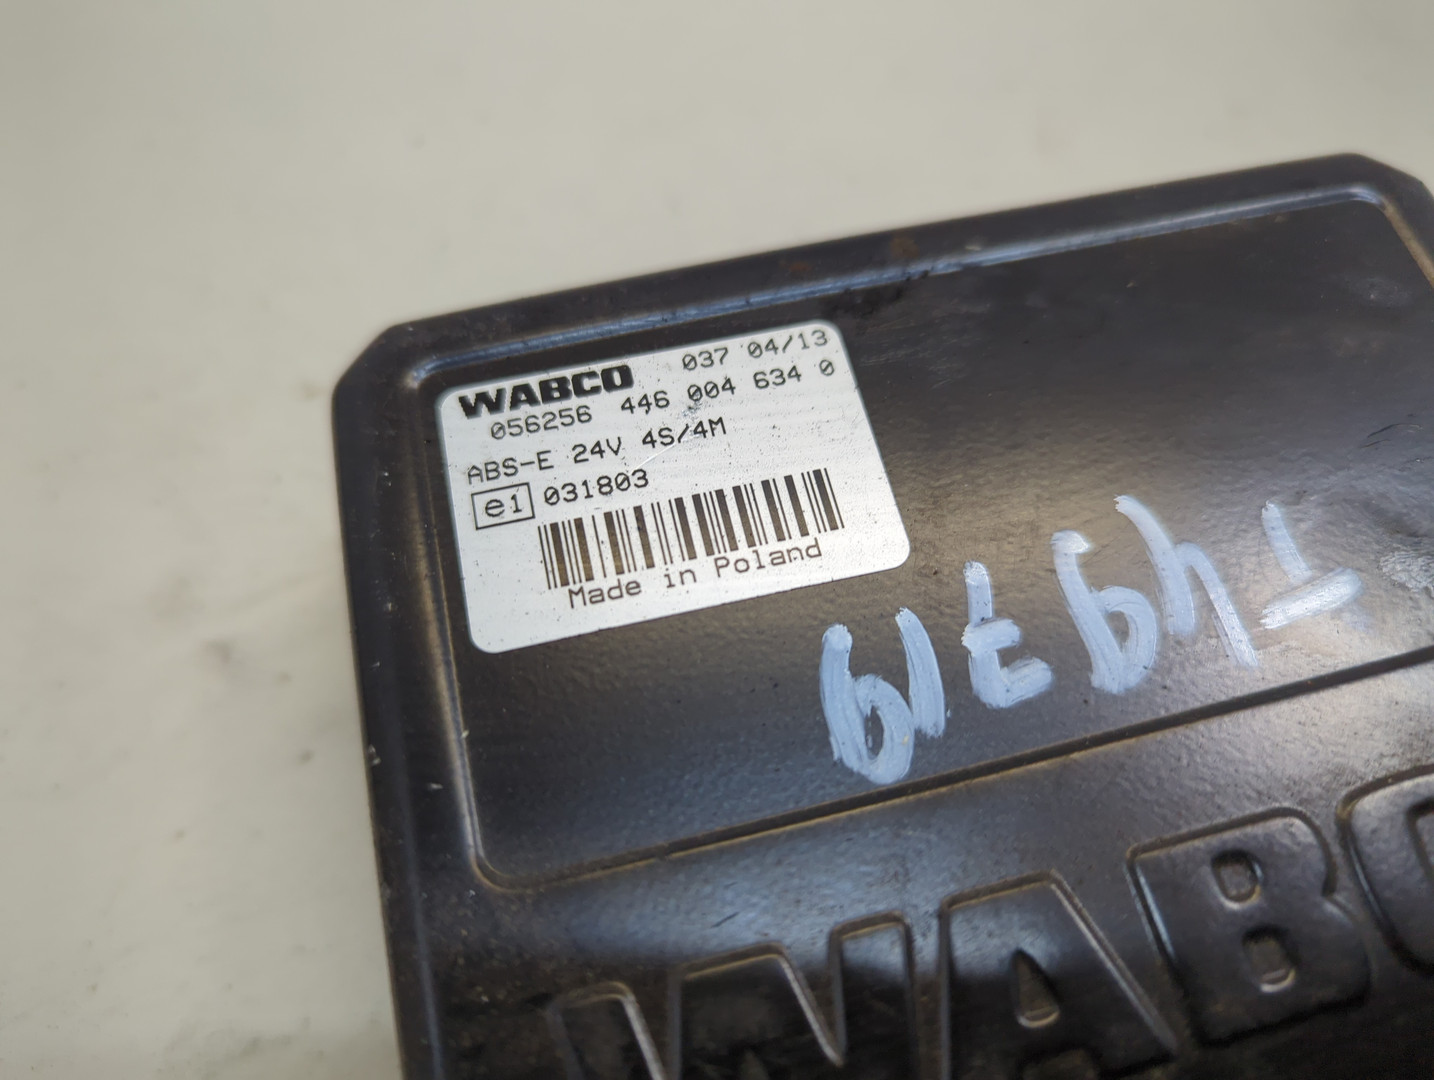 WABCO 037 04/13
056256 446 004 634 0
ABS-E 24V 4S/4M
e1 031803
Made in Poland
WABC